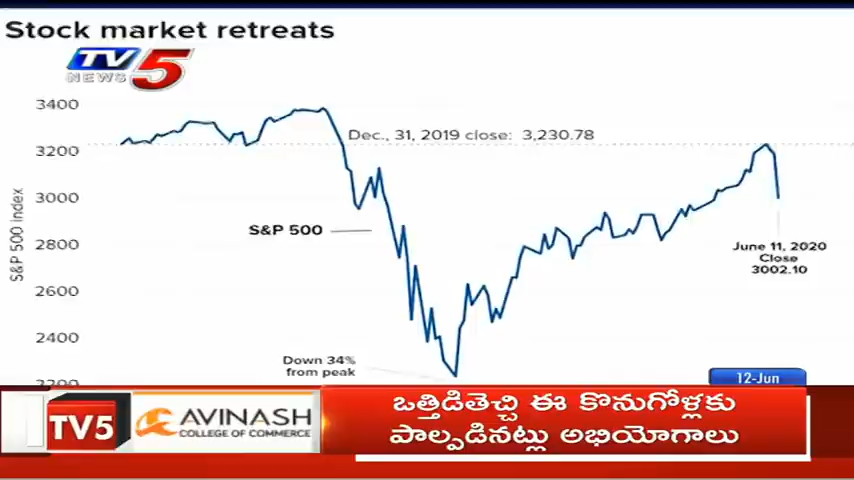 Stock market retreats
TV5
NEWS
3400
Dec., 31, 2019 close: 3,230.78
3200
3000
S&P 500 Index
S&P 500
2800
June 11, 2020
Close
3002.10
2600
2400
Down 34%
from peak
2200
12-Jun
TV5
AVINASH
COLLEGE OF COMMERCE
ఒత్తిడితెచ్చి ఈ కొనుగోళ్లకు
పాల్పడినట్లు అభియోగాలు